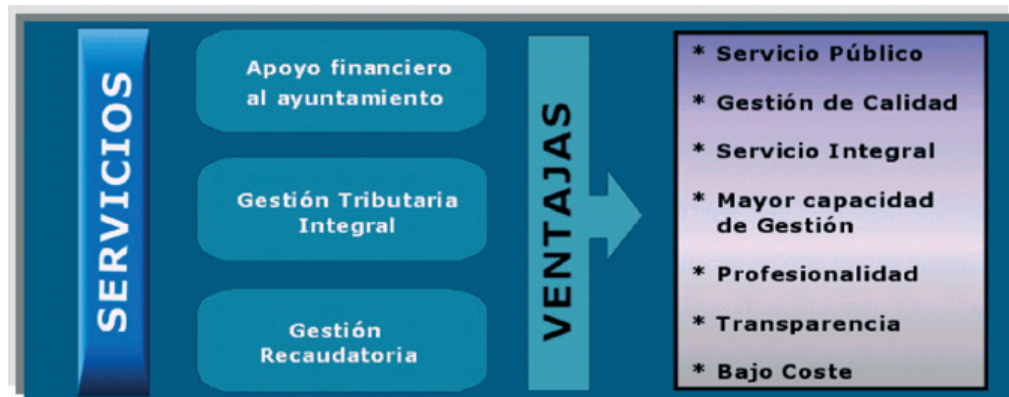 SERVICIOS
Apoyo financiero
al ayuntamiento
Gestión Tributaria
Integral
Gestión
Recaudatoria
VENTAJAS
* Servicio Público
* Gestión de Calidad
* Servicio Integral
* Mayor capacidad
de Gestión
* Profesionalidad
* Transparencia
* Bajo Coste